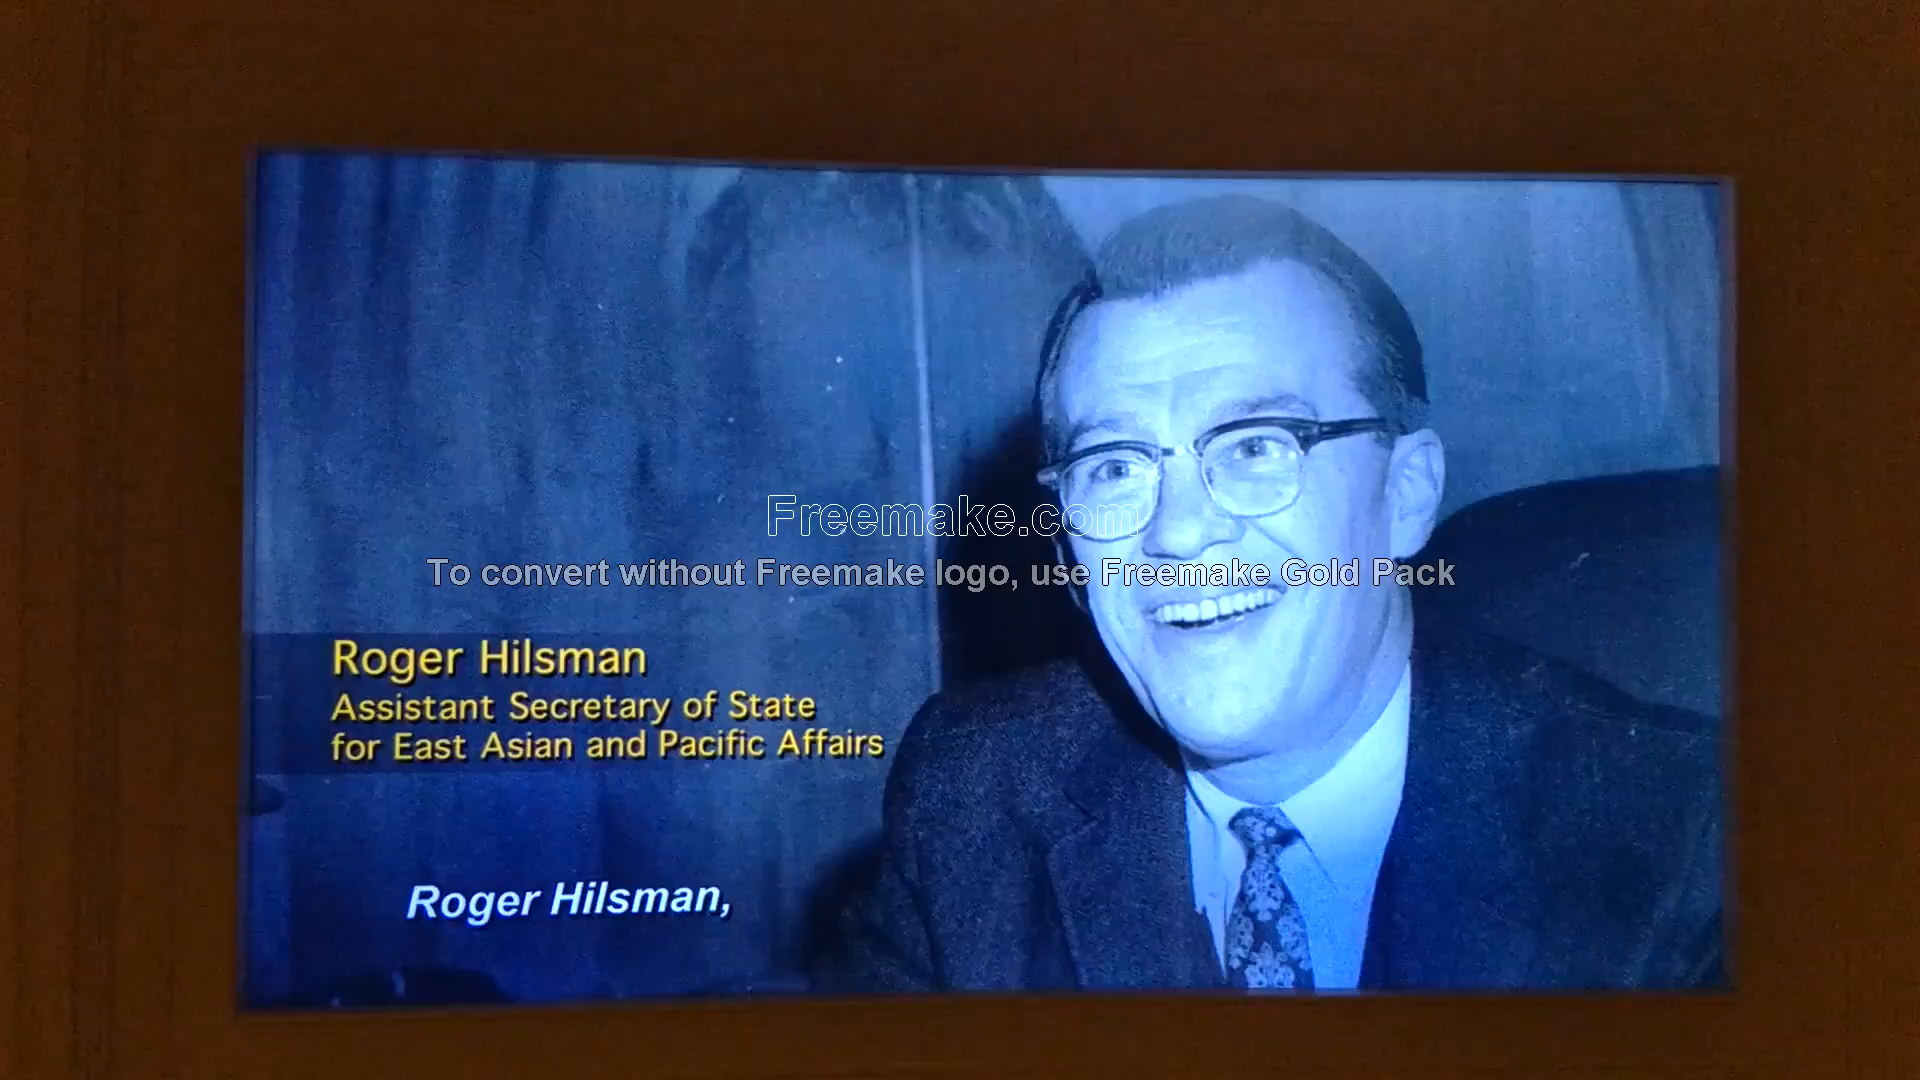 Freemake.com
To convert without Freemake logo, use Freemake Gold Pack
Roger Hilsman
Assistant Secretary of State
for East Asian and Pacific Affairs
Roger Hilsman,